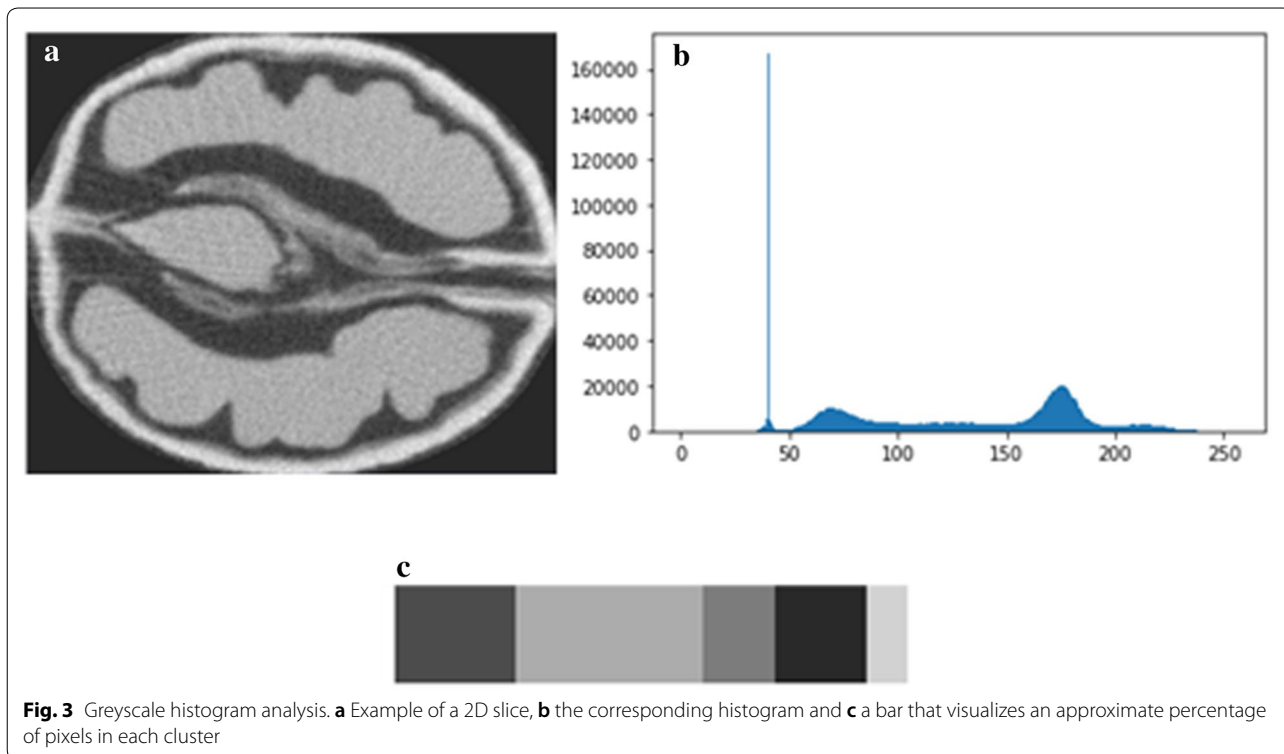 a
b
160000
140000
120000
100000
80000
60000
40000
20000
0
0 50 100 150 200 250
c
Fig. 3 Greyscale histogram analysis. a Example of a 2D slice, b the corresponding histogram and c a bar that visualizes an approximate percentage
of pixels in each cluster